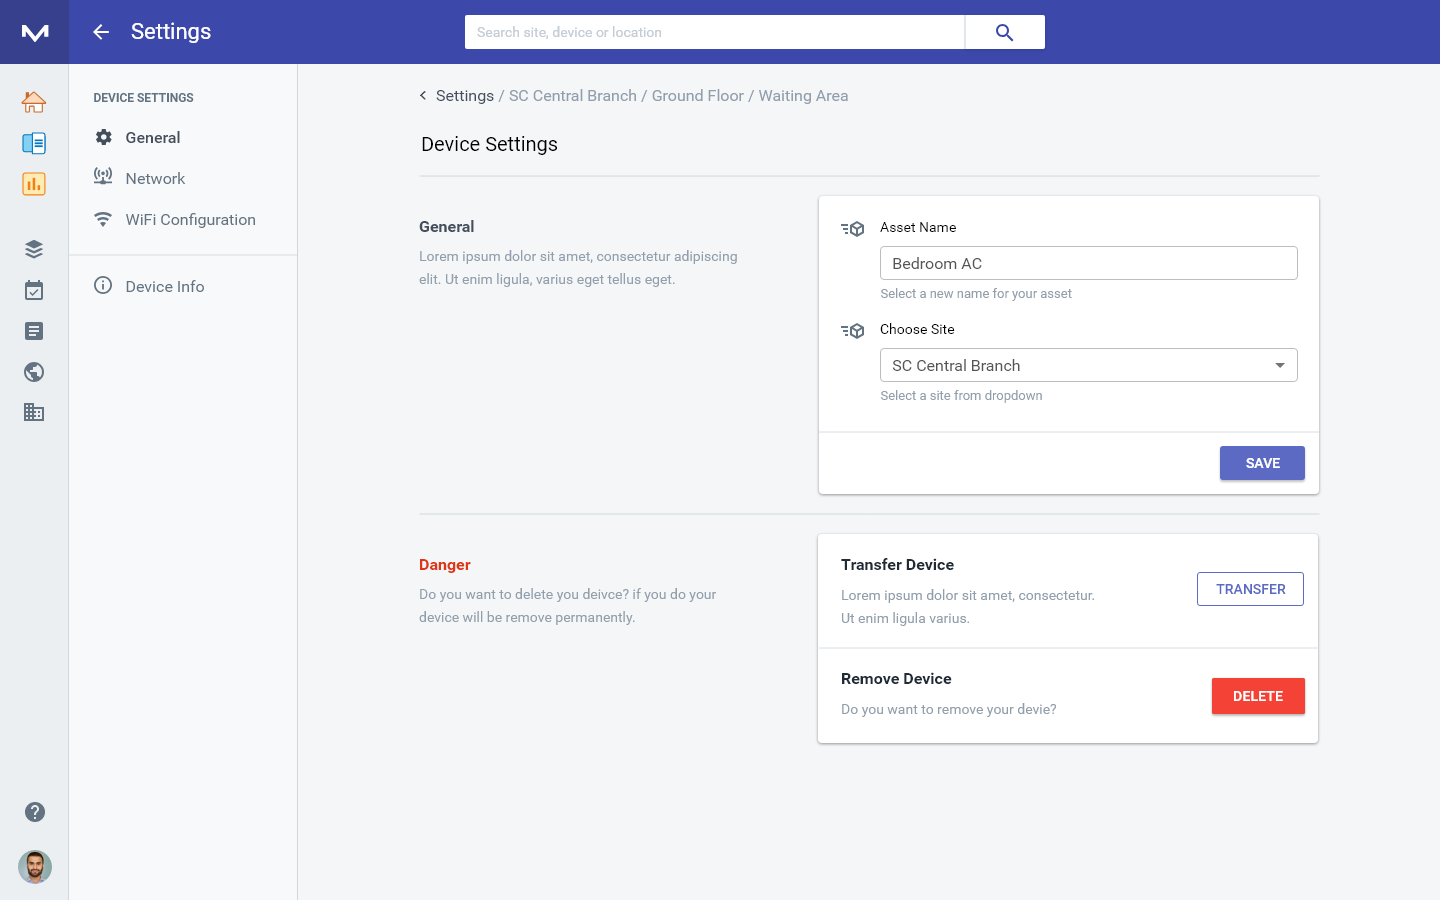 Settings
Search site, device or location
DEVICE SETTINGS
General
Network
WiFi Configuration
Device Info
Settings / SC Central Branch / Ground Floor / Waiting Area
Device Settings
General
Lorem ipsum dolor sit amet, consectetur adipiscing
elit. Ut enim ligula, varius eget tellus eget.
Asset Name
Bedroom AC
Select a new name for your asset
Choose Site
SC Central Branch
Select a site from dropdown
SAVE
Danger
Do you want to delete you deivce? if you do your
device will be remove permanently.
Transfer Device
Lorem ipsum dolor sit amet, consectetur.
Ut enim ligula varius.
TRANSFER
Remove Device
Do you want to remove your devie?
DELETE